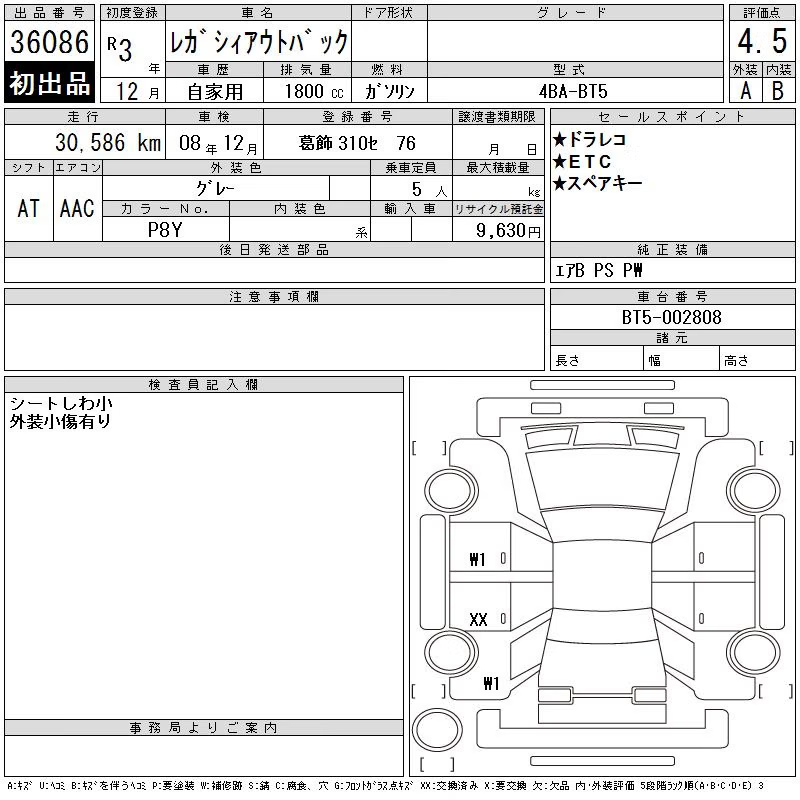 出品番号
36086
初出品
初度登録
R 3 年
12 月
車名
レガシィアウトバック
ドア形状
グレード
評価点
4.5
車歴
自家用
排気量
1800 cc
燃料
ガソリン
型式
4BA-BT5
外装 内装
A B
走行
30,586 km
車検
08 年 12 月
登録番号
葛飾 310セ 76
譲渡書類期限
月 日
セールスポイント
★ドラレコ
★ETC
★スペアキー
シフト
AT
エアコン
AAC
外装色
グレー
乗車定員
5 人
最大積載量
kg
カラーNo.
P8Y
内装色
系
輸入車
リサイクル預託金
9,630円
後日発送部品
純正装備
エアB PS PW
注意事項欄
車台番号
BT5-002808
諸元
長さ 幅 高さ
検査員記入欄
シートしわ小
外装小傷有り
W1
XX
W1
事務局よりご案内
A:キズ U:ヘコミ B:キズを伴うヘコミ P:要塗装 W:補修跡 S:錆 C:腐食、穴 G:フロントガラス点キズ XX:交換済み X:要交換 欠:欠品 内・外装評価 5段階ランク順(A・B・C・D・E) 3